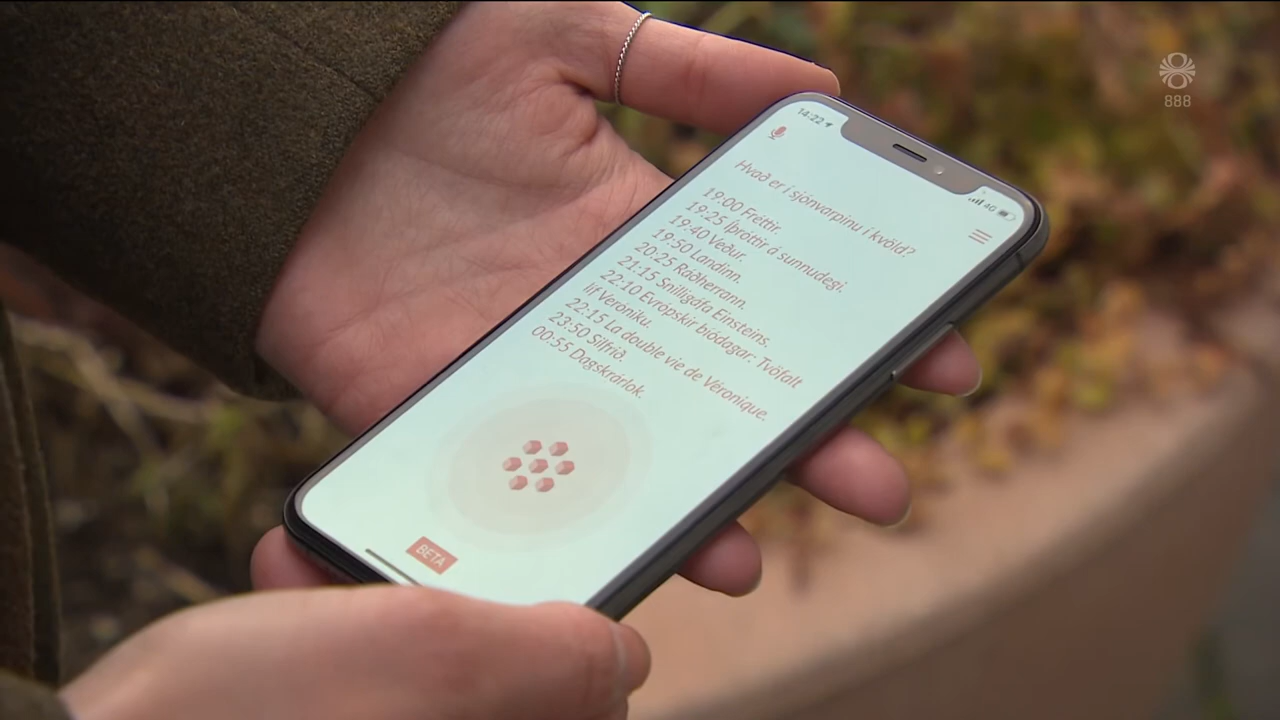 888
14:22
4G
Hvað er í sjónvarpinu í kvöld?
19:00 Fréttir.
19:25 Íþróttir á sunnudegi.
19:40 Veður.
19:50 Landinn.
20:25 Ráðherrann.
21:15 Snilligáfa Einsteins.
22:10 Evrópskir bíódagar: Tvöfalt
líf Veroniku.
22:15 La double vie de Véronique.
23:50 Silfrið.
00:55 Dagskrárlok.
BETA